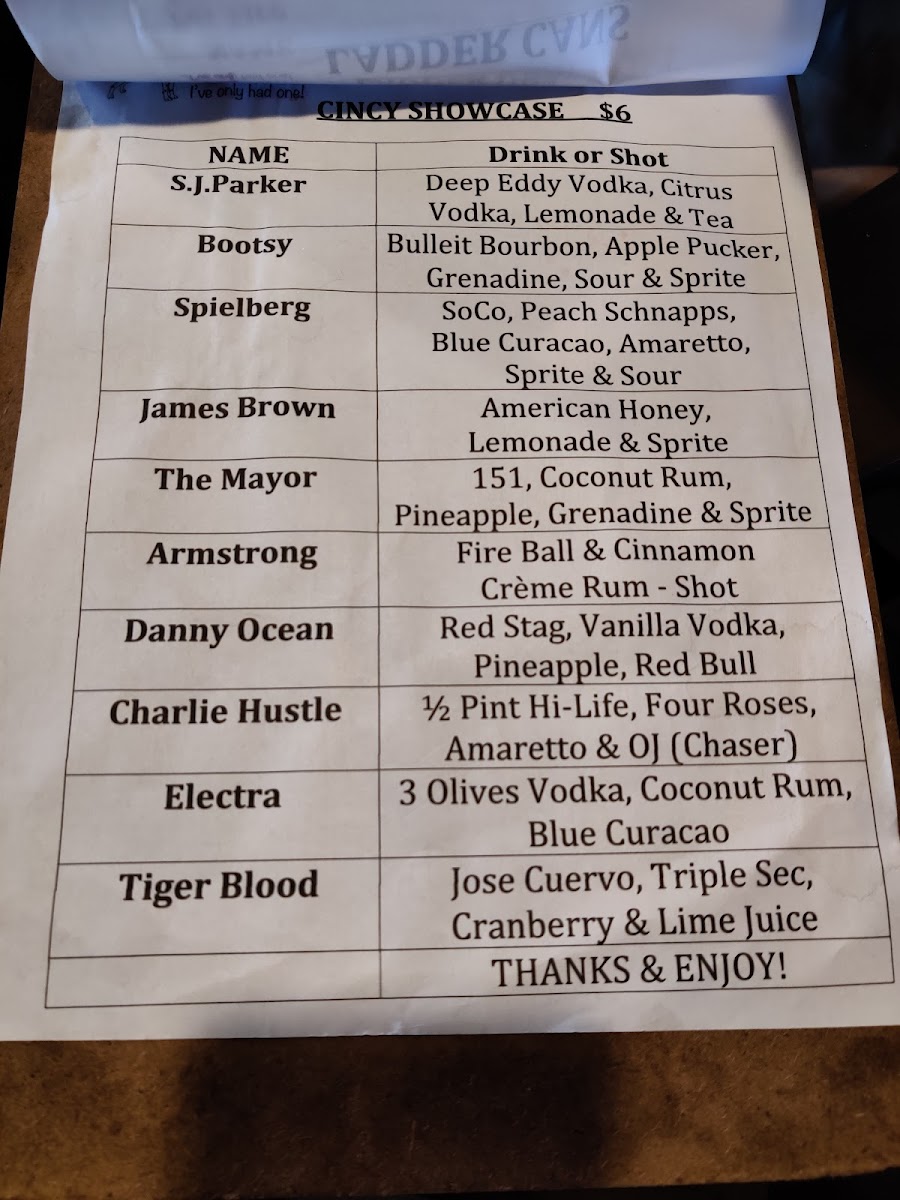 LADDER CANS
I've only had one!
CINCY SHOWCASE $6
NAME
Drink or Shot
S.J.Parker
Deep Eddy Vodka, Citrus
Vodka, Lemonade & Tea
Bootsy
Bulleit Bourbon, Apple Pucker,
Grenadine, Sour & Sprite
Spielberg
SoCo, Peach Schnapps,
Blue Curacao, Amaretto,
Sprite & Sour
James Brown
American Honey,
Lemonade & Sprite
The Mayor
151, Coconut Rum,
Pineapple, Grenadine & Sprite
Armstrong
Fire Ball & Cinnamon
Crème Rum - Shot
Danny Ocean
Red Stag, Vanilla Vodka,
Pineapple, Red Bull
Charlie Hustle
½ Pint Hi-Life, Four Roses,
Amaretto & OJ (Chaser)
Electra
3 Olives Vodka, Coconut Rum,
Blue Curacao
Tiger Blood
Jose Cuervo, Triple Sec,
Cranberry & Lime Juice
THANKS & ENJOY!